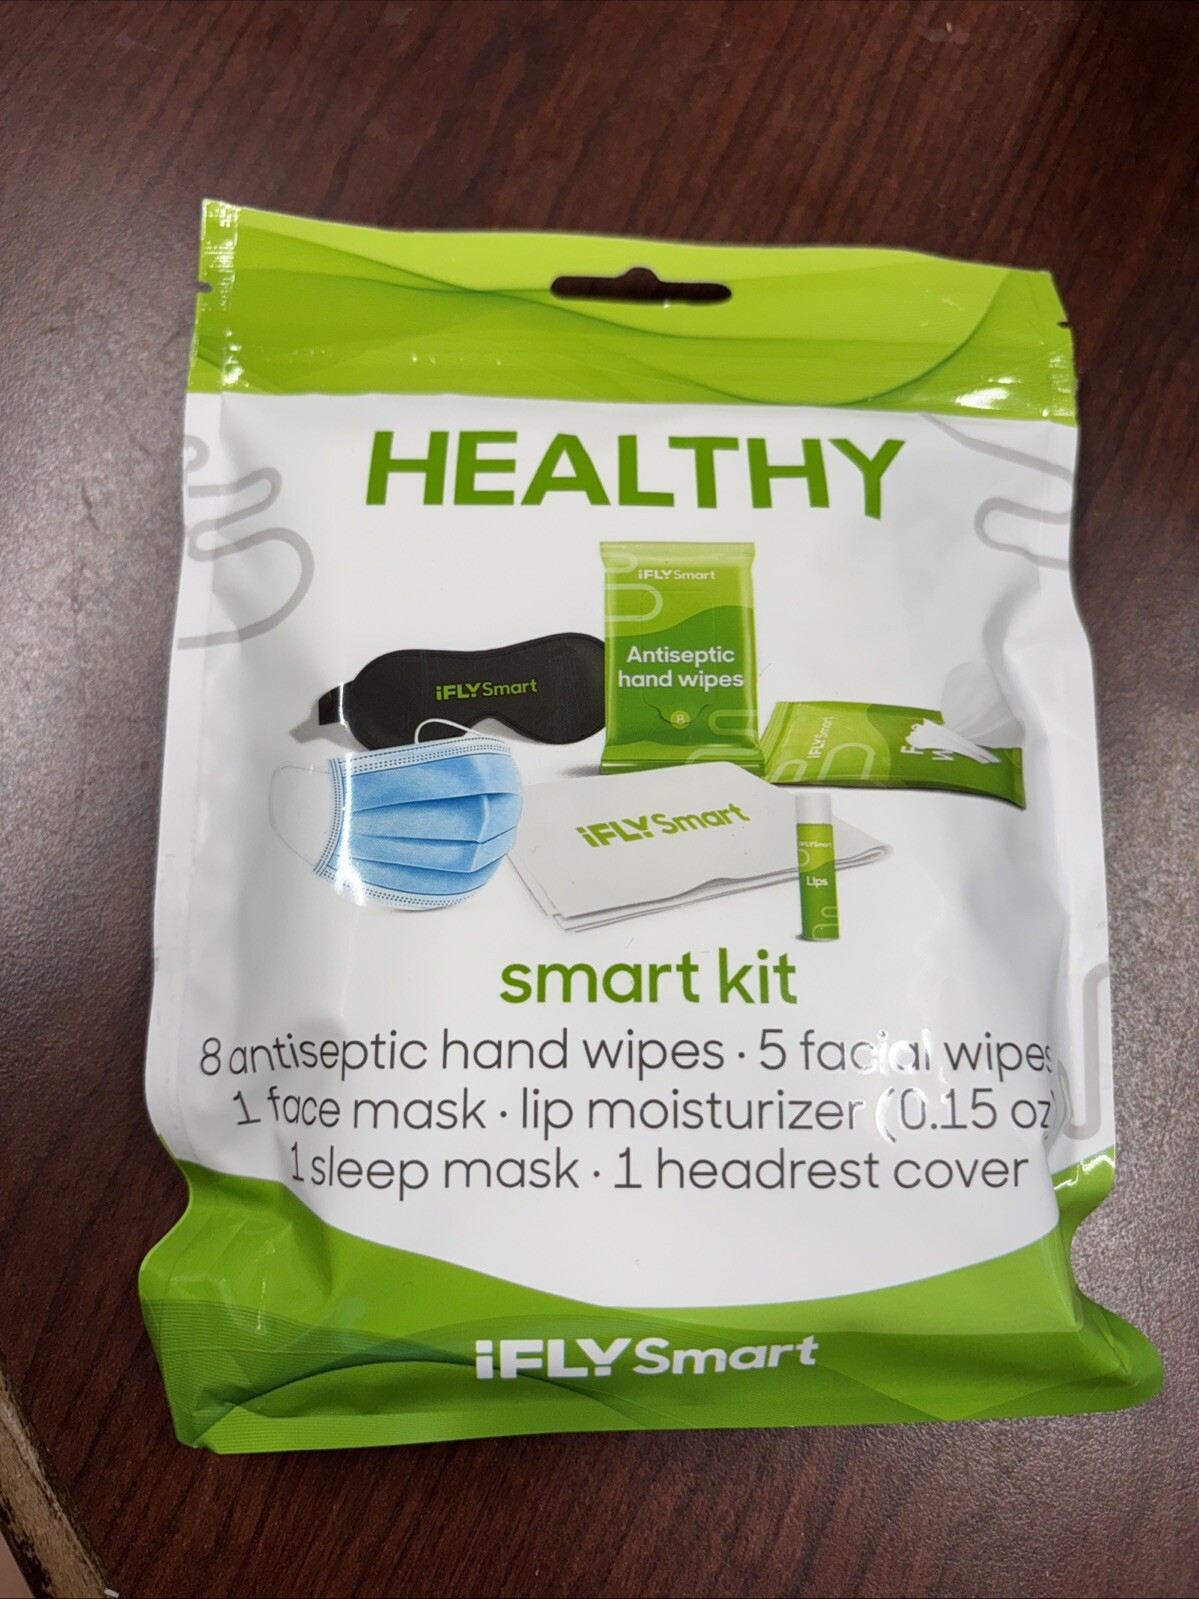 HEALTHY
iFLYSmart
Antiseptic
hand wipes
8
iFLYSmart
iFLYSmart
iFLYSmart
iFLYSmart
Lips
smart kit
8 antiseptic hand wipes · 5 facial wipes
1 face mask · lip moisturizer (0.15 oz)
1 sleep mask · 1 headrest cover
iFLYSmart